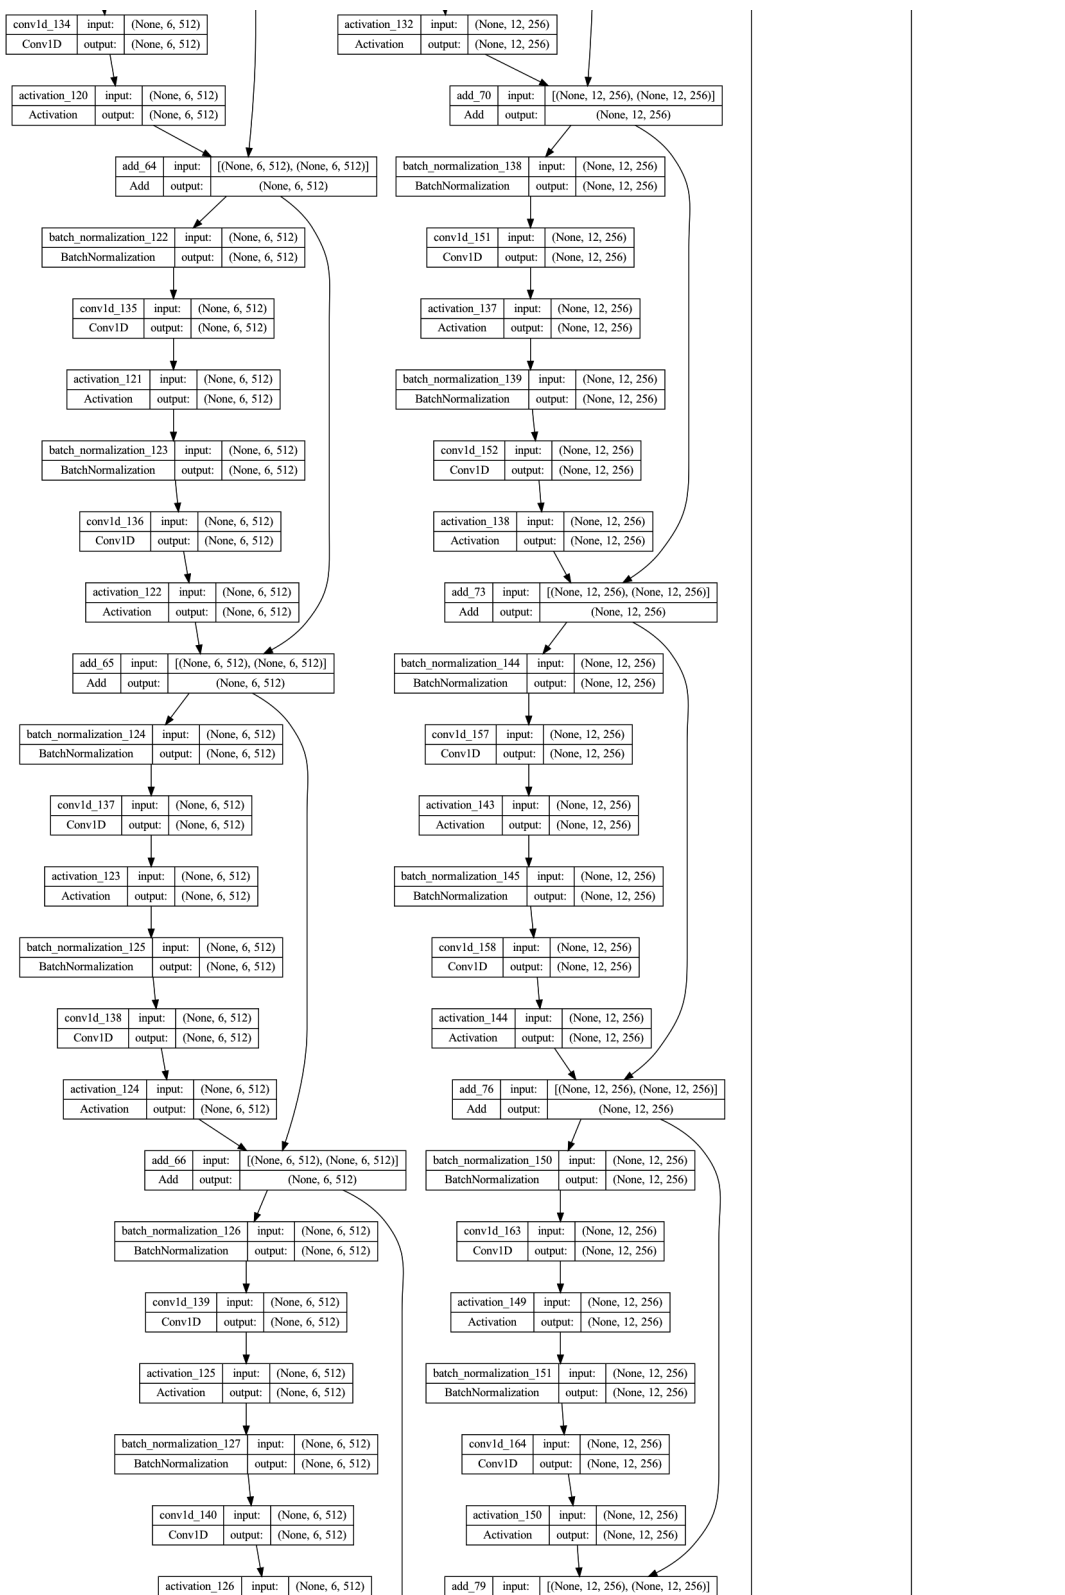 conv1d_134 input: (None, 6, 512)
Conv1D output: (None, 6, 512)
activation_120 input: (None, 6, 512)
Activation output: (None, 6, 512)
add_64 input: [(None, 6, 512), (None, 6, 512)]
Add output: (None, 6, 512)
batch_normalization_122 input: (None, 6, 512)
BatchNormalization output: (None, 6, 512)
conv1d_135 input: (None, 6, 512)
Conv1D output: (None, 6, 512)
activation_121 input: (None, 6, 512)
Activation output: (None, 6, 512)
batch_normalization_123 input: (None, 6, 512)
BatchNormalization output: (None, 6, 512)
conv1d_136 input: (None, 6, 512)
Conv1D output: (None, 6, 512)
activation_122 input: (None, 6, 512)
Activation output: (None, 6, 512)
add_65 input: [(None, 6, 512), (None, 6, 512)]
Add output: (None, 6, 512)
batch_normalization_124 input: (None, 6, 512)
BatchNormalization output: (None, 6, 512)
conv1d_137 input: (None, 6, 512)
Conv1D output: (None, 6, 512)
activation_123 input: (None, 6, 512)
Activation output: (None, 6, 512)
batch_normalization_125 input: (None, 6, 512)
BatchNormalization output: (None, 6, 512)
conv1d_138 input: (None, 6, 512)
Conv1D output: (None, 6, 512)
activation_124 input: (None, 6, 512)
Activation output: (None, 6, 512)
add_66 input: [(None, 6, 512), (None, 6, 512)]
Add output: (None, 6, 512)
batch_normalization_126 input: (None, 6, 512)
BatchNormalization output: (None, 6, 512)
conv1d_139 input: (None, 6, 512)
Conv1D output: (None, 6, 512)
activation_125 input: (None, 6, 512)
Activation output: (None, 6, 512)
batch_normalization_127 input: (None, 6, 512)
BatchNormalization output: (None, 6, 512)
conv1d_140 input: (None, 6, 512)
Conv1D output: (None, 6, 512)
activation_126 input: (None, 6, 512)
activation_132 input: (None, 12, 256)
Activation output: (None, 12, 256)
add_70 input: [(None, 12, 256), (None, 12, 256)]
Add output: (None, 12, 256)
batch_normalization_138 input: (None, 12, 256)
BatchNormalization output: (None, 12, 256)
conv1d_151 input: (None, 12, 256)
Conv1D output: (None, 12, 256)
activation_137 input: (None, 12, 256)
Activation output: (None, 12, 256)
batch_normalization_139 input: (None, 12, 256)
BatchNormalization output: (None, 12, 256)
conv1d_152 input: (None, 12, 256)
Conv1D output: (None, 12, 256)
activation_138 input: (None, 12, 256)
Activation output: (None, 12, 256)
add_73 input: [(None, 12, 256), (None, 12, 256)]
Add output: (None, 12, 256)
batch_normalization_144 input: (None, 12, 256)
BatchNormalization output: (None, 12, 256)
conv1d_157 input: (None, 12, 256)
Conv1D output: (None, 12, 256)
activation_143 input: (None, 12, 256)
Activation output: (None, 12, 256)
batch_normalization_145 input: (None, 12, 256)
BatchNormalization output: (None, 12, 256)
conv1d_158 input: (None, 12, 256)
Conv1D output: (None, 12, 256)
activation_144 input: (None, 12, 256)
Activation output: (None, 12, 256)
add_76 input: [(None, 12, 256), (None, 12, 256)]
Add output: (None, 12, 256)
batch_normalization_150 input: (None, 12, 256)
BatchNormalization output: (None, 12, 256)
conv1d_163 input: (None, 12, 256)
Conv1D output: (None, 12, 256)
activation_149 input: (None, 12, 256)
Activation output: (None, 12, 256)
batch_normalization_151 input: (None, 12, 256)
BatchNormalization output: (None, 12, 256)
conv1d_164 input: (None, 12, 256)
Conv1D output: (None, 12, 256)
activation_150 input: (None, 12, 256)
Activation output: (None, 12, 256)
add_79 input: [(None, 12, 256), (None, 12, 256)]